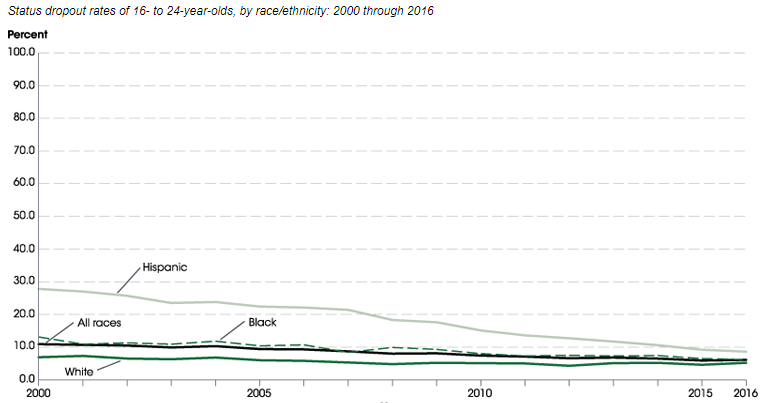 Status dropout rates of 16- to 24-year-olds, by race/ethnicity: 2000 through 2016
Percent
100.0
90.0
80.0
70.0
60.0
50.0
40.0
30.0
20.0
10.0
0.0
Hispanic
All races
Black
White
2000
2005
2010
2015
2016